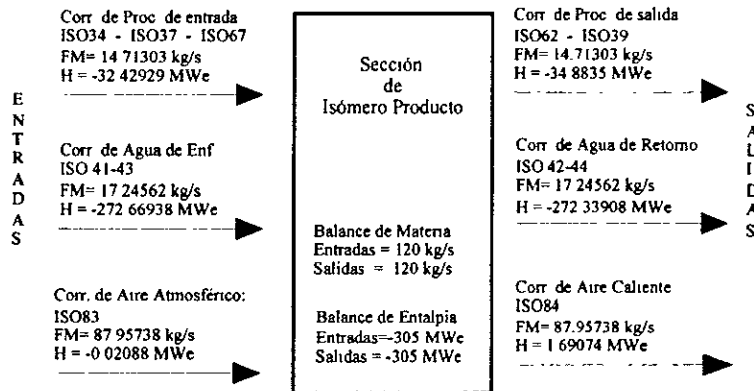 ENTRADAS
Corr de Proc de entrada
ISO34 - ISO37 - ISO67
FM= 14 71303 kg/s
H = -32 42929 MWe
Corr de Agua de Enf
ISO 41-43
FM= 17 24562 kg/s
H = -272 66938 MWe
Corr. de Aire Atmosférico:
ISO83
FM= 87 95738 kg/s
H = -0 02088 MWe
Sección
de
Isómero Producto
Balance de Materia
Entradas = 120 kg/s
Salidas = 120 kg/s
Balance de Entalpia
Entradas=-305 MWe
Salidas = -305 MWe
Corr de Proc de salida
ISO62 - ISO39
FM= 14.71303 kg/s
H = -34 8835 MWe
Corr de Agua de Retorno
ISO 42-44
FM= 17 24562 kg/s
H = -272 33908 MWe
Corr de Aire Caliente
ISO84
FM= 87.95738 kg/s
H = 1 69074 MWe
SALIDAS